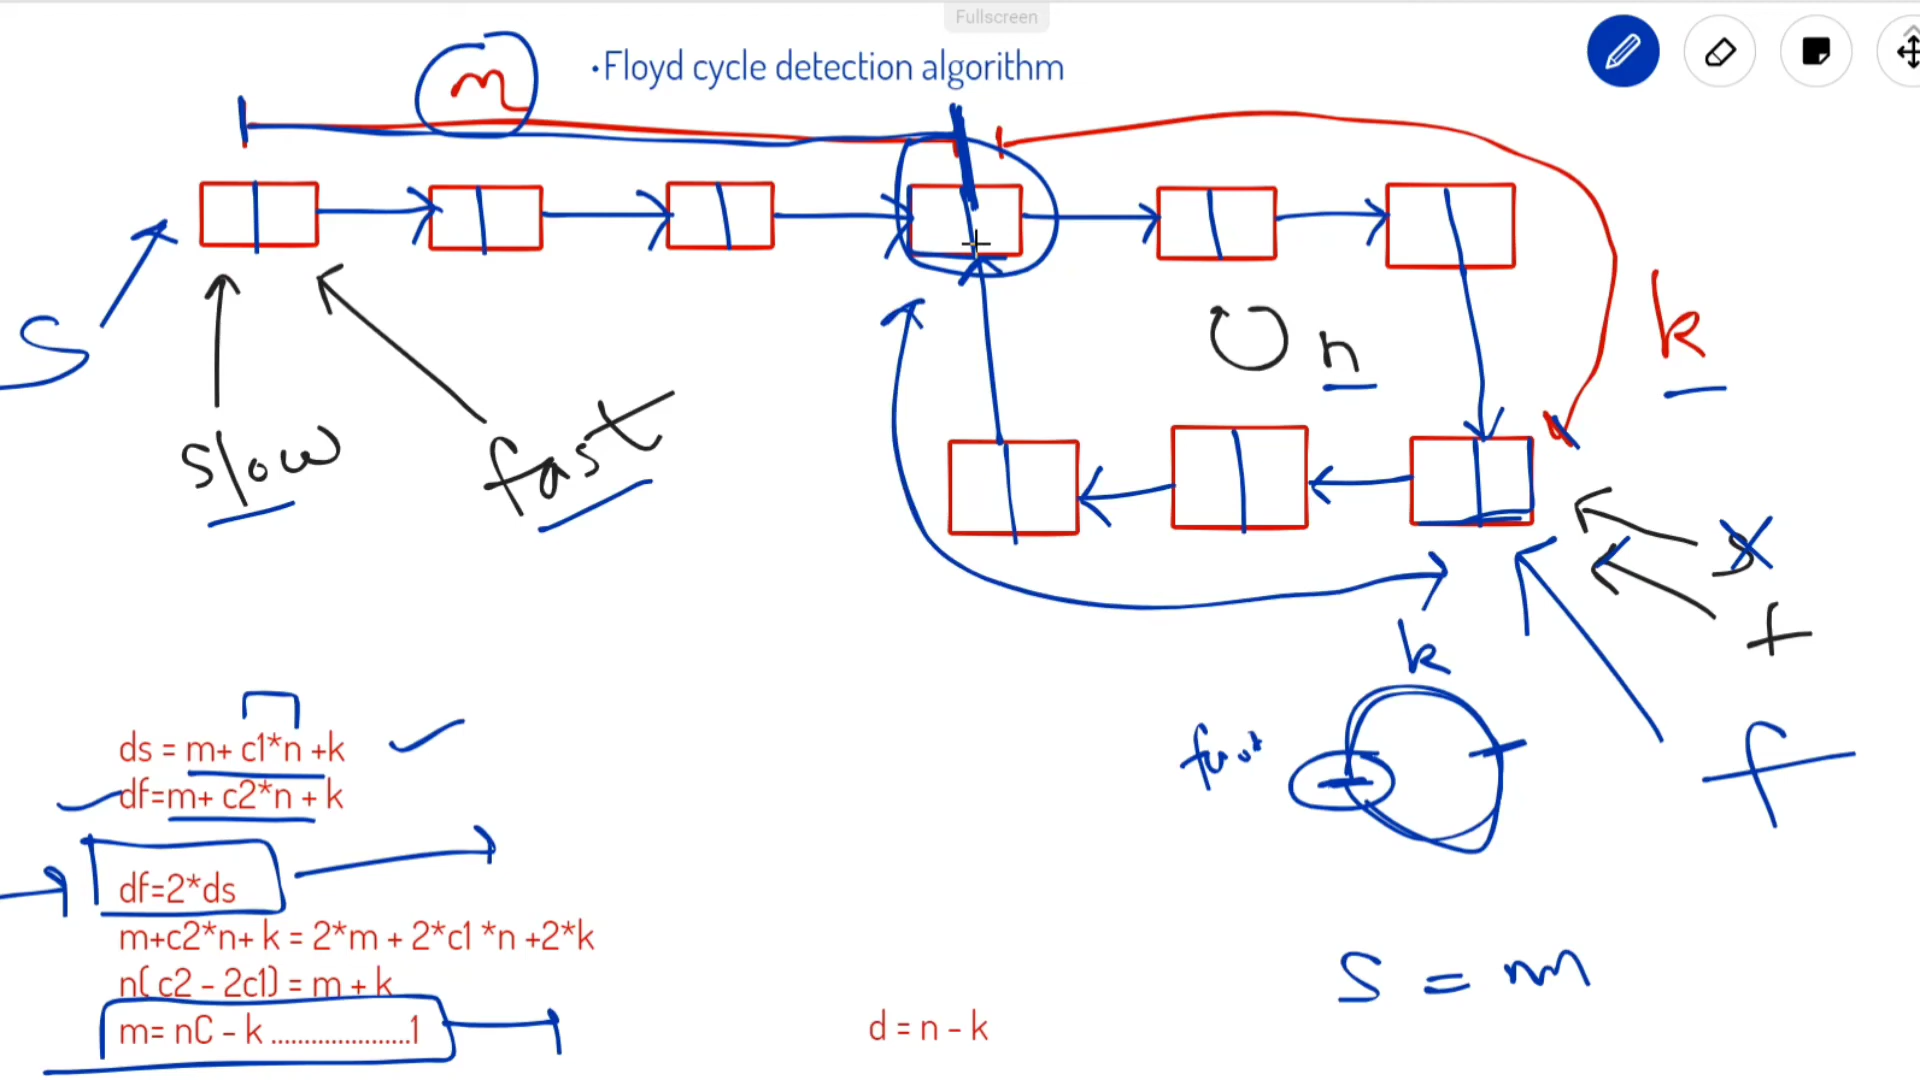 Fullscreen
•Floyd cycle detection algorithm
m
S
slow
fast
n
k
s
f
k
fast
f
ds = m+ c1*n +k
df=m+ c2*n + k
df=2*ds
m+c2*n+ k = 2*m + 2*c1 *n +2*k
n( c2 - 2c1) = m + k
m= nC - k .....................1
d = n - k
S = m